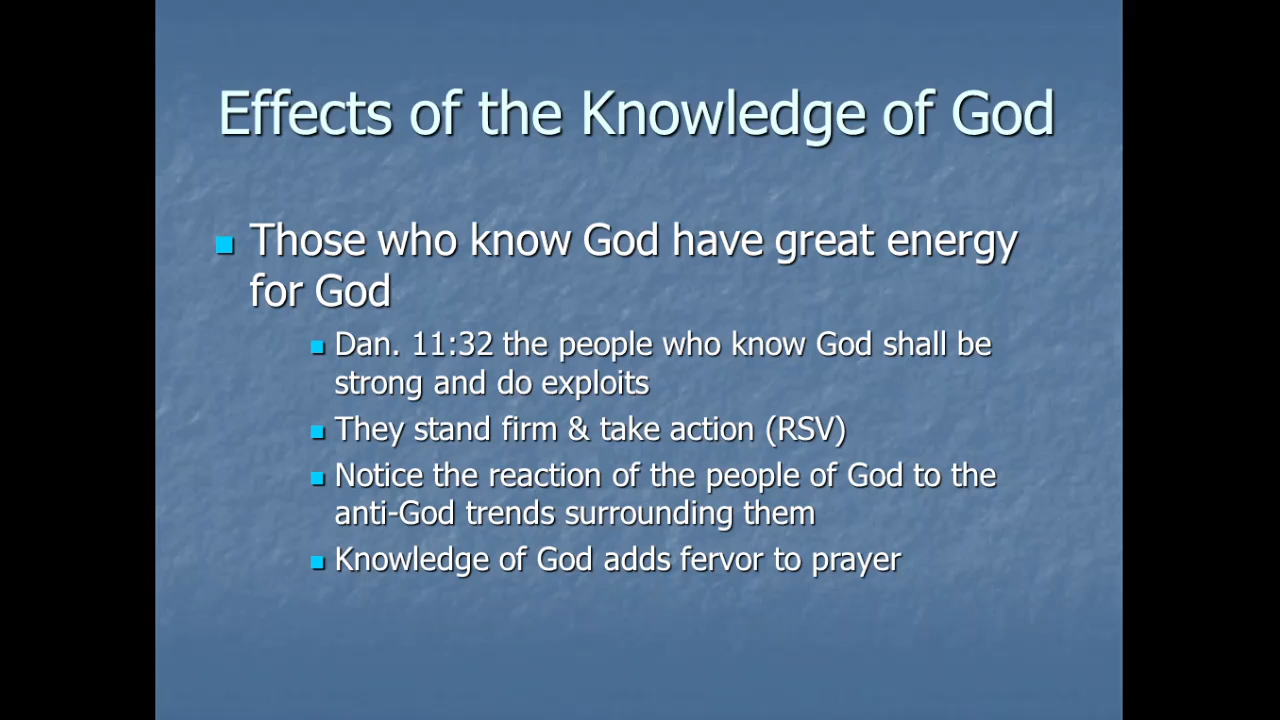 Effects of the Knowledge of God
Those who know God have great energy
for God
Dan. 11:32 the people who know God shall be
strong and do exploits
They stand firm & take action (RSV)
Notice the reaction of the people of God to the
anti-God trends surrounding them
Knowledge of God adds fervor to prayer